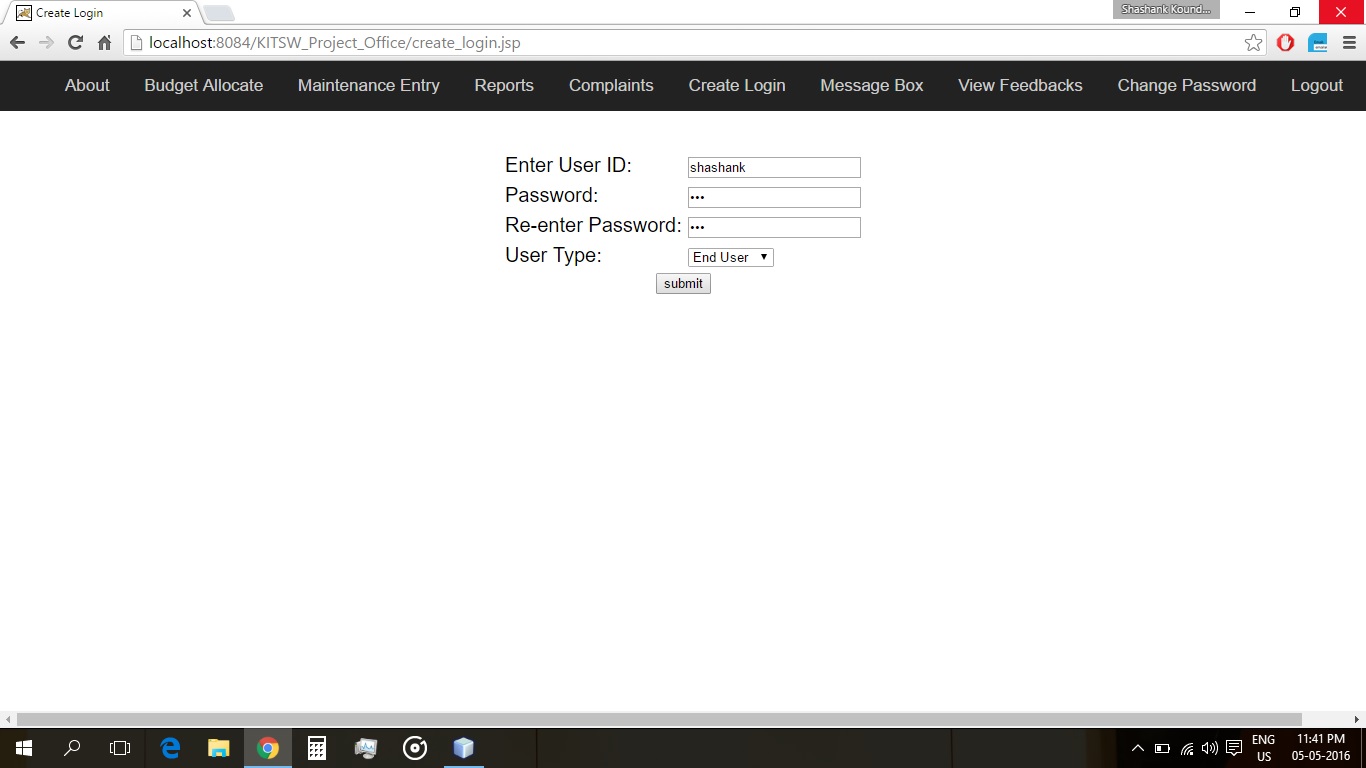 Create Login
Shashank Kound...
localhost:8084/KITSW_Project_Office/create_login.jsp
About Budget Allocate Maintenance Entry Reports Complaints Create Login Message Box View Feedbacks Change Password Logout
Enter User ID: shashank
Password: •••
Re-enter Password: •••
User Type: End User
submit
ENG
US
11:41 PM
05-05-2016